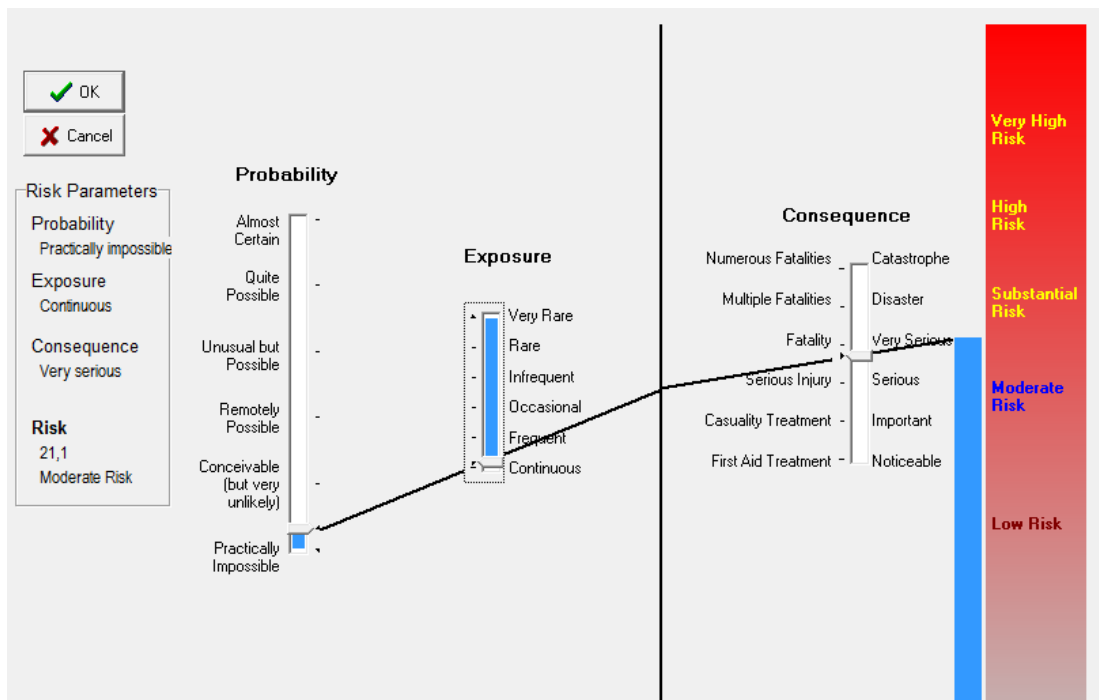 OK
Cancel
Risk Parameters
Probability
Practically impossible
Exposure
Continuous
Consequence
Very serious
Risk
21,1
Moderate Risk
Probability
Almost
Certain
Quite
Possible
Unusual but
Possible
Remotely
Possible
Conceivable
(but very
unlikely)
Practically
Impossible
Exposure
Very Rare
Rare
Infrequent
Occasional
Frequent
Continuous
Consequence
Numerous Fatalities
Catastrophe
Multiple Fatalities
Disaster
Fatality
Very Serious
Serious Injury
Serious
Casuality Treatment
Important
First Aid Treatment
Noticeable
Very High
Risk
High
Risk
Substantial
Risk
Moderate
Risk
Low Risk